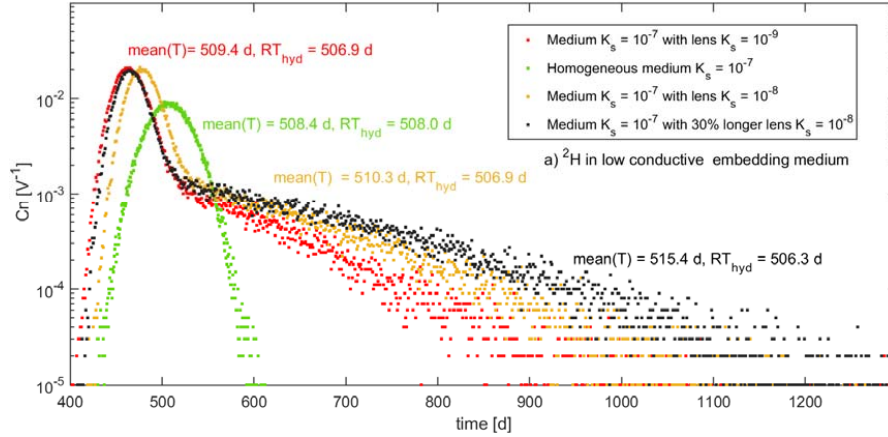 mean(T)= 509.4 d, RT_hyd = 506.9 d
Medium K_s = 10^-7 with lens K_s = 10^-9
Homogeneous medium K_s = 10^-7
Medium K_s = 10^-7 with lens K_s = 10^-8
Medium K_s = 10^-7 with 30% longer lens K_s = 10^-8
mean(T) = 508.4 d, RT_hyd = 508.0 d
a) ^2H in low conductive embedding medium
mean(T) = 510.3 d, RT_hyd = 506.9 d
mean(T) = 515.4 d, RT_hyd = 506.3 d
Cn [V^-1]
10^-2
10^-3
10^-4
10^-5
400 500 600 700 800 900 1000 1100 1200
time [d]